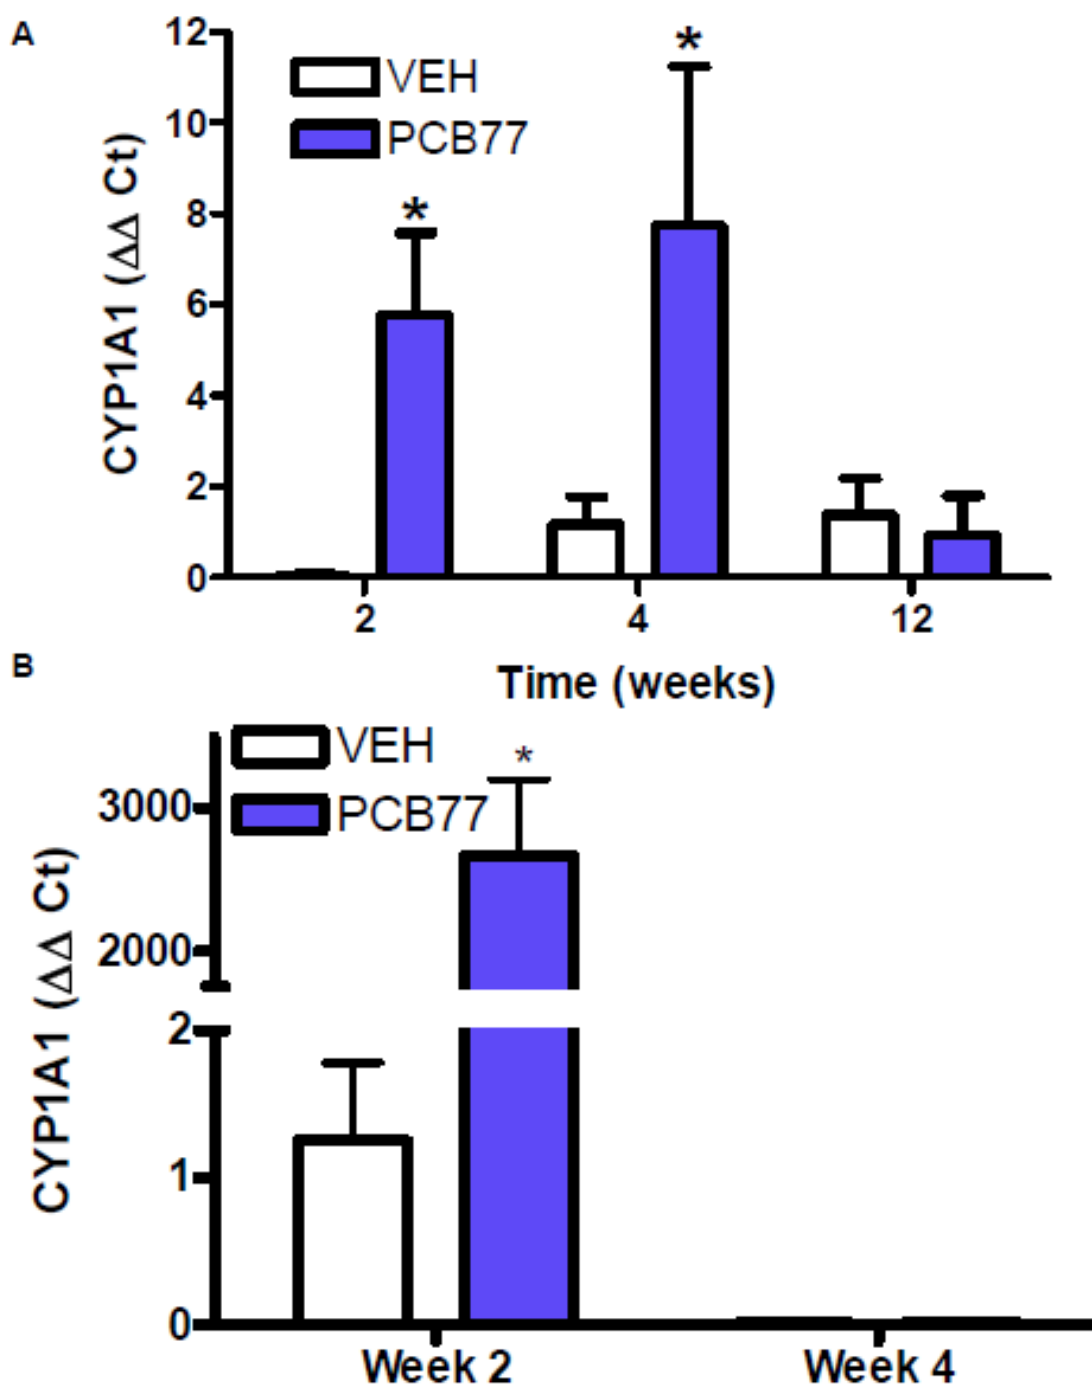 A
12
10
8
6
4
2
0
CYP1A1 (ΔΔ Ct)
VEH
PCB77
*
*
2
4
12
Time (weeks)
B
3000
2000
2
1
0
CYP1A1 (ΔΔ Ct)
VEH
PCB77
*
Week 2
Week 4